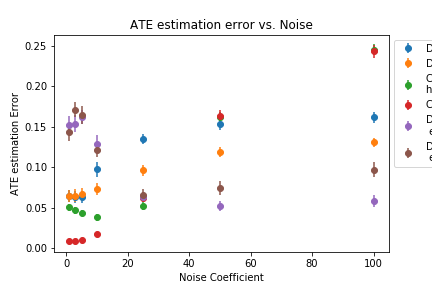 ATE estimation error vs. Noise
ATE estimation Error
0.25
0.20
0.15
0.10
0.05
0.00
0
20
40
60
80
100
Noise Coefficient
D
D
C
h
C
D
e
D
e